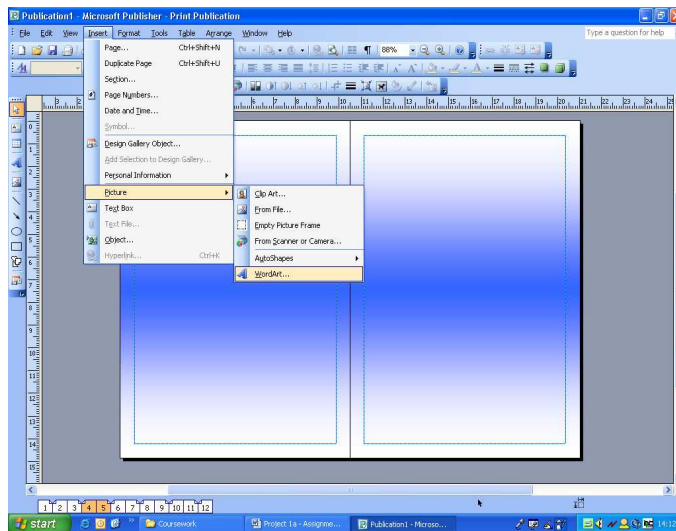 Publication1 - Microsoft Publisher - Print Publication
File Edit View Insert Format Tools Table Arrange Window Help Type a question for help
88%
Page... Ctrl+Shift+N
Duplicate Page Ctrl+Shift+U
Section...
Page Numbers...
Date and Time...
Symbol...
Design Gallery Object...
Add Selection to Design Gallery...
Personal Information
Picture
Text Box
Text File...
Object...
Hyperlink... Ctrl+K
Clip Art...
From File...
Empty Picture Frame
From Scanner or Camera...
AutoShapes
WordArt...
1 2 3 4 5 6 7 8 9 10 11 12
start Coursework Project 1a - Assignme... Publication1 - Microso... 14:12